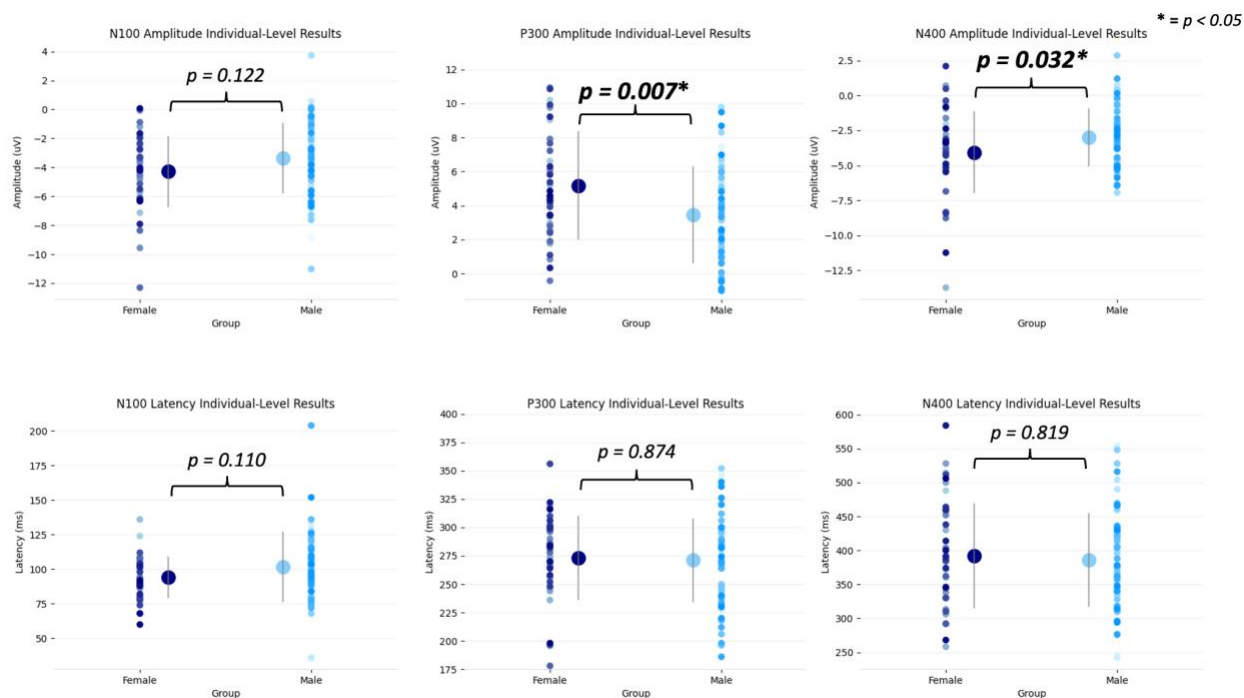 * = p < 0.05
N100 Amplitude Individual-Level Results
4
2
0
−2
−4
−6
−8
−10
−12
Amplitude (uV)
p = 0.122
Female
Male
Group
P300 Amplitude Individual-Level Results
12
10
8
6
4
2
0
Amplitude (uV)
p = 0.007*
Female
Male
Group
N400 Amplitude Individual-Level Results
2.5
0.0
−2.5
−5.0
−7.5
−10.0
−12.5
Amplitude (uV)
p = 0.032*
Female
Male
Group
N100 Latency Individual-Level Results
200
175
150
125
100
75
50
Latency (ms)
p = 0.110
Female
Male
Group
P300 Latency Individual-Level Results
400
375
350
325
300
275
250
225
200
175
Latency (ms)
p = 0.874
Female
Male
Group
N400 Latency Individual-Level Results
600
550
500
450
400
350
300
250
Latency (ms)
p = 0.819
Female
Male
Group